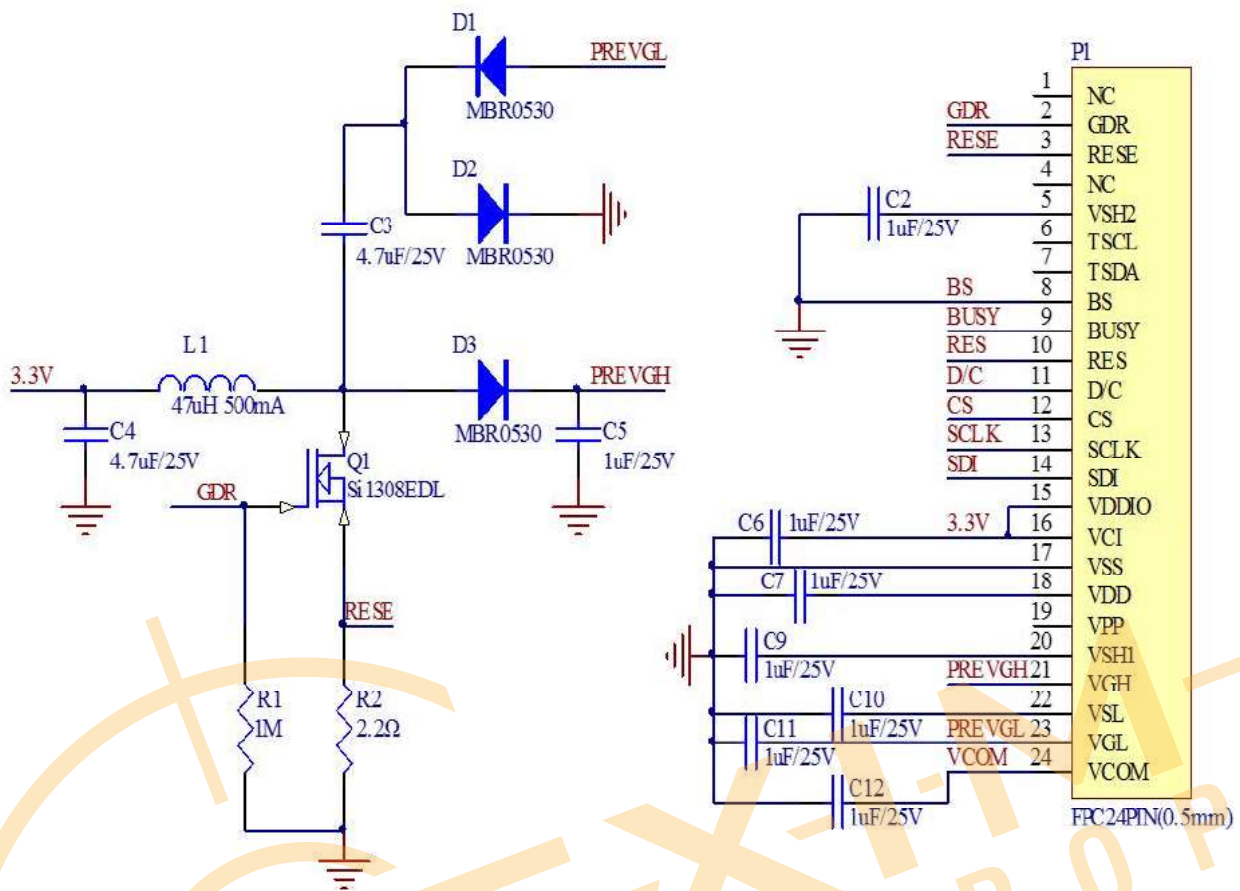 D1
PREVGL
MBR0530
D2
MBR0530
C3
4.7uF/25V
L1
3.3V
47uH 500mA
D3
PREVGH
MBR0530
C4
4.7uF/25V
C5
1uF/25V
Q1
Si1308EDL
GDR
RESE
R1
1M
R2
2.2Ω
P1
1 NC
GDR 2 GDR
RESE 3 RESE
4 NC
C2
1uF/25V
5 VSH2
6 TSCL
7 TSDA
BS 8 BS
BUSY 9 BUSY
RES 10 RES
D/C 11 D/C
CS 12 CS
SCLK 13 SCLK
SDI 14 SDI
15 VDDIO
C6 1uF/25V 3.3V 16 VCI
17 VSS
C7 1uF/25V 18 VDD
19 VPP
C9
1uF/25V
20 VSH1
PREVGH 21 VGH
C10
1uF/25V
22 VSL
C11
1uF/25V
PREVGL 23 VGL
VCOM 24 VCOM
C12
1uF/25V
FPC24PIN(0.5mm)